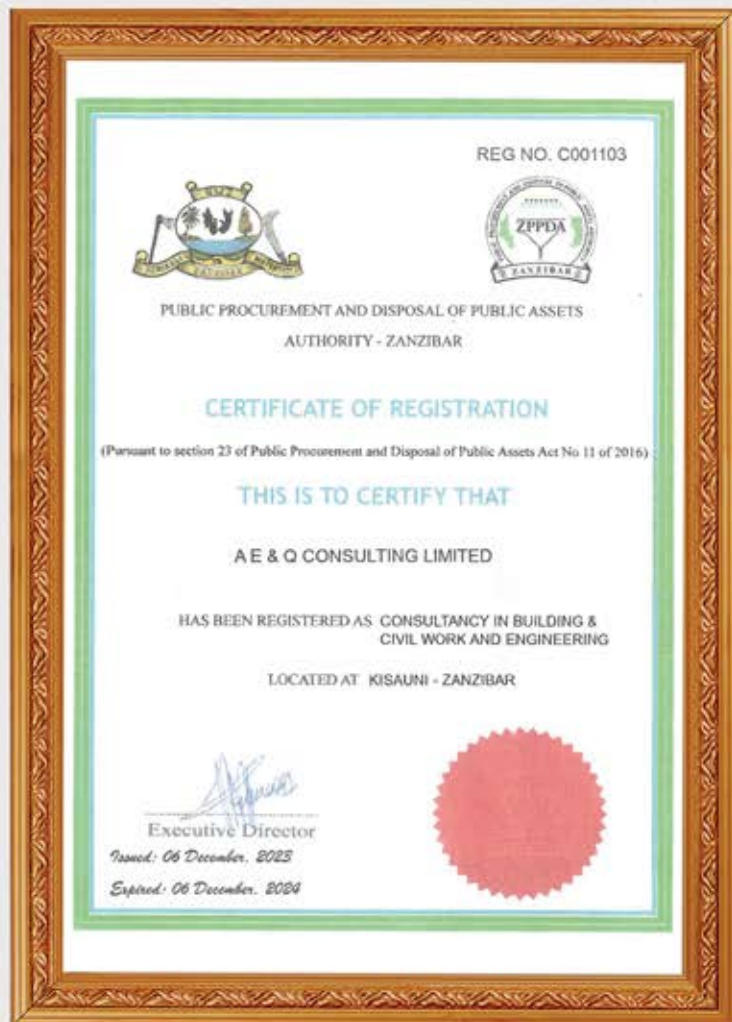 REG NO. C001103
ZPPDA
ZANZIBAR
PUBLIC PROCUREMENT AND DISPOSAL OF PUBLIC ASSETS
AUTHORITY - ZANZIBAR
CERTIFICATE OF REGISTRATION
(Pursuant to section 23 of Public Procurement and Disposal of Public Assets Act No 11 of 2016)
THIS IS TO CERTIFY THAT
A E & Q CONSULTING LIMITED
HAS BEEN REGISTERED AS CONSULTANCY IN BUILDING &
CIVIL WORK AND ENGINEERING
LOCATED AT KISAUNI - ZANZIBAR
Executive Director
Issued: 06 December, 2023
Expired: 06 December, 2024